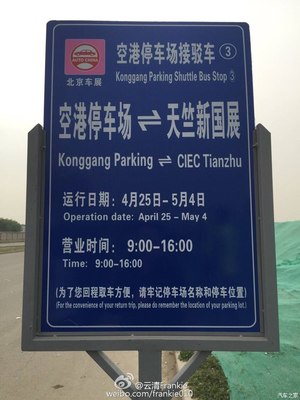 AUTO CHINA
北京车展
空港停车场接驳车③
Konggang Parking Shuttle Bus Stop ③
空港停车场 ⇌ 天竺新国展
Konggang Parking ⇌ CIEC Tianzhu
运行日期：4月25日-5月4日
Operation date: April 25 - May 4
营业时间：9:00-16:00
Time: 9:00-16:00
(为了您回程取车方便，请牢记停车场名称和停车位置)
(For the convenience of your return trip, please do remember the location of your parking lot.)
@云清Frankie
weibo.com/frankie010
汽车之家